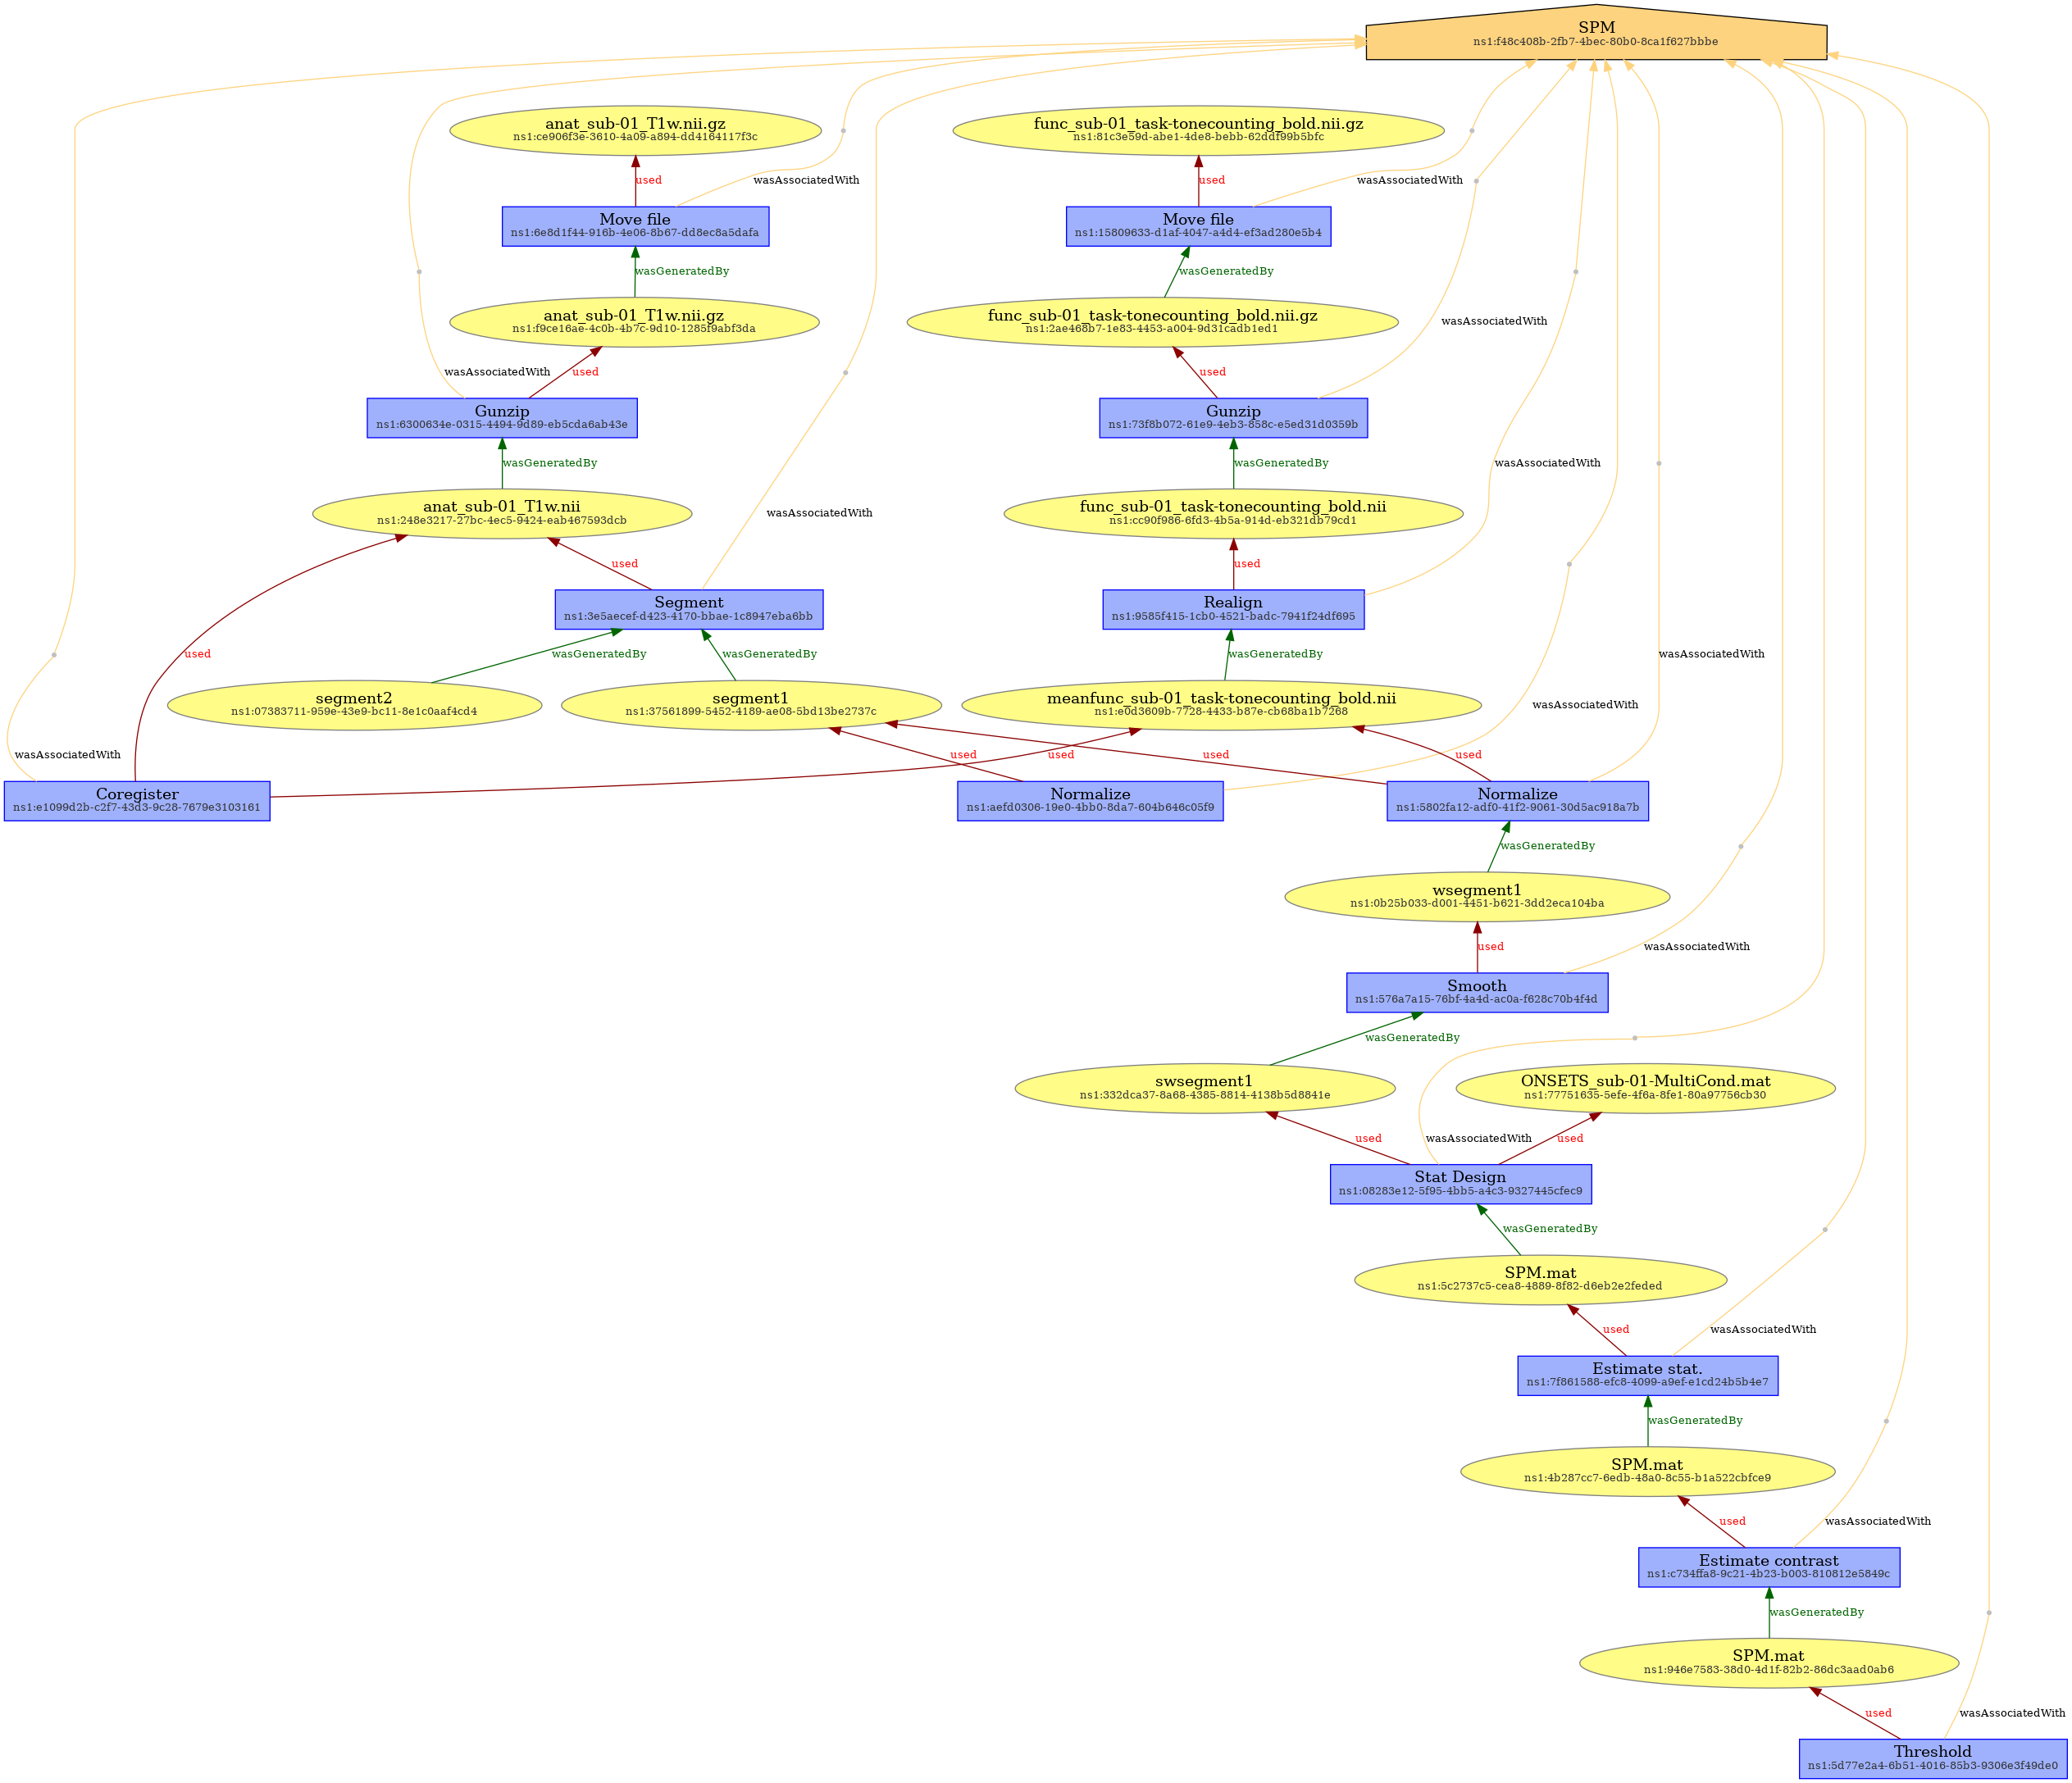 SPM
ns1:f48c408b-2fb7-4bec-80b0-8ca1f627bbbe
anat_sub-01_T1w.nii.gz
ns1:ce906f3e-3610-4a09-a894-dd4164117f3c
func_sub-01_task-tonecounting_bold.nii.gz
ns1:81c3e59d-abe1-4de8-bebb-62ddf99b5bfc
used
wasAssociatedWith
used
wasAssociatedWith
Move file
ns1:6e8d1f44-916b-4e06-8b67-dd8ec8a5dafa
Move file
ns1:15809633-d1af-4047-a4d4-ef3ad280e5b4
wasGeneratedBy
wasGeneratedBy
anat_sub-01_T1w.nii.gz
ns1:f9ce16ae-4c0b-4b7c-9d10-1285f9abf3da
func_sub-01_task-tonecounting_bold.nii.gz
ns1:2ae468b7-1e83-4453-a004-9d31cadb1ed1
wasAssociatedWith
wasAssociatedWith
used
used
Gunzip
ns1:6300634e-0315-4494-9d89-eb5cda6ab43e
Gunzip
ns1:73f8b072-61e9-4eb3-858c-e5ed31d0359b
wasGeneratedBy
wasGeneratedBy
wasAssociatedWith
anat_sub-01_T1w.nii
ns1:248e3217-27bc-4ec5-9424-eab467593dcb
wasAssociatedWith
func_sub-01_task-tonecounting_bold.nii
ns1:cc90f986-6fd3-4b5a-914d-eb321db79cd1
used
used
Segment
ns1:3e5aecef-d423-4170-bbae-1c8947eba6bb
Realign
ns1:9585f415-1cb0-4521-badc-7941f24df695
used
wasGeneratedBy
wasGeneratedBy
wasGeneratedBy
wasAssociatedWith
segment2
ns1:07383711-959e-43e9-bc11-8e1c0aaf4cd4
segment1
ns1:37561899-5452-4189-ae08-5bd13be2737c
meanfunc_sub-01_task-tonecounting_bold.nii
ns1:e0d3609b-7728-4433-b87e-cb68ba1b7268
wasAssociatedWith
wasAssociatedWith
used
used
used
used
Coregister
ns1:e1099d2b-c2f7-43d3-9c28-7679e3103161
Normalize
ns1:aefd0306-19e0-4bb0-8da7-604b646c05f9
Normalize
ns1:5802fa12-adf0-41f2-9061-30d5ac918a7b
wasGeneratedBy
wsegment1
ns1:0b25b033-d001-4451-b621-3dd2eca104ba
used
wasAssociatedWith
Smooth
ns1:576a7a15-76bf-4a4d-ac0a-f628c70b4f4d
wasGeneratedBy
swsegment1
ns1:332dca37-8a68-4385-8814-4138b5d8841e
ONSETS_sub-01-MultiCond.mat
ns1:77751635-5efe-4f6a-8fe1-80a97756cb30
used
wasAssociatedWith
used
Stat Design
ns1:08283e12-5f95-4bb5-a4c3-9327445cfec9
wasGeneratedBy
SPM.mat
ns1:5c2737c5-cea8-4889-8f82-d6eb2e2feded
used
wasAssociatedWith
Estimate stat.
ns1:7f861588-efc8-4099-a9ef-e1cd24b5b4e7
wasGeneratedBy
SPM.mat
ns1:4b287cc7-6edb-48a0-8c55-b1a522cbfce9
used
wasAssociatedWith
Estimate contrast
ns1:c734ffa8-9c21-4b23-b003-810812e5849c
wasGeneratedBy
SPM.mat
ns1:946e7583-38d0-4d1f-82b2-86dc3aad0ab6
used
wasAssociatedWith
Threshold
ns1:5d77e2a4-6b51-4016-85b3-9306e3f49de0